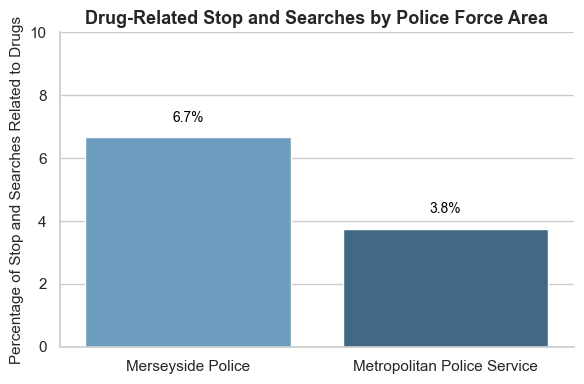 Drug-Related Stop and Searches by Police Force Area
Percentage of Stop and Searches Related to Drugs
10
8
6
4
2
0
6.7%
3.8%
Merseyside Police
Metropolitan Police Service